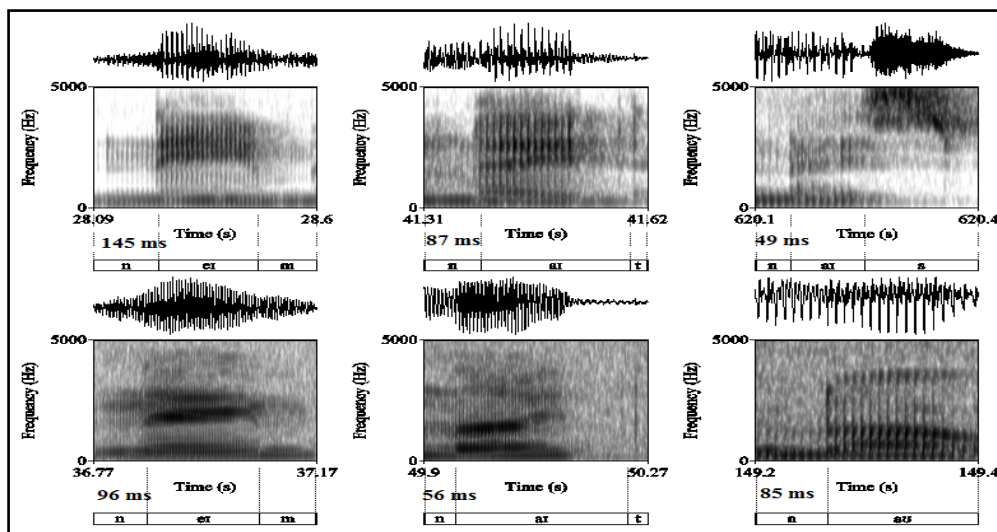 5000 5000 5000
Frequency (Hz) Frequency (Hz) Frequency (Hz)
0 0 0
28.09 28.6 41.31 41.62 620.1 620.4
Time (s) Time (s) Time (s)
145 ms 87 ms 49 ms
n eɪ m n aɪ t n aɪ s
5000 5000 5000
Frequency (Hz) Frequency (Hz) Frequency (Hz)
0 0 0
36.77 37.17 49.9 50.27 149.2 149.4
Time (s) Time (s) Time (s)
96 ms 56 ms 85 ms
n eɪ m n aɪ t n aʊ